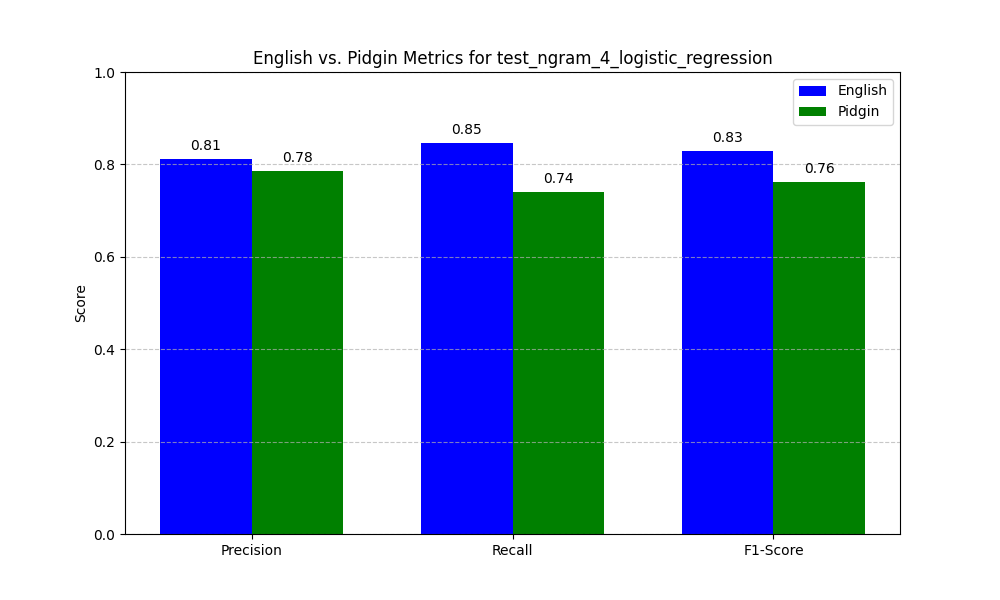 English vs. Pidgin Metrics for test_ngram_4_logistic_regression
English
Pidgin
1.0
0.8
0.6
0.4
0.2
0.0
Score
0.81
0.78
0.85
0.74
0.83
0.76
Precision
Recall
F1-Score